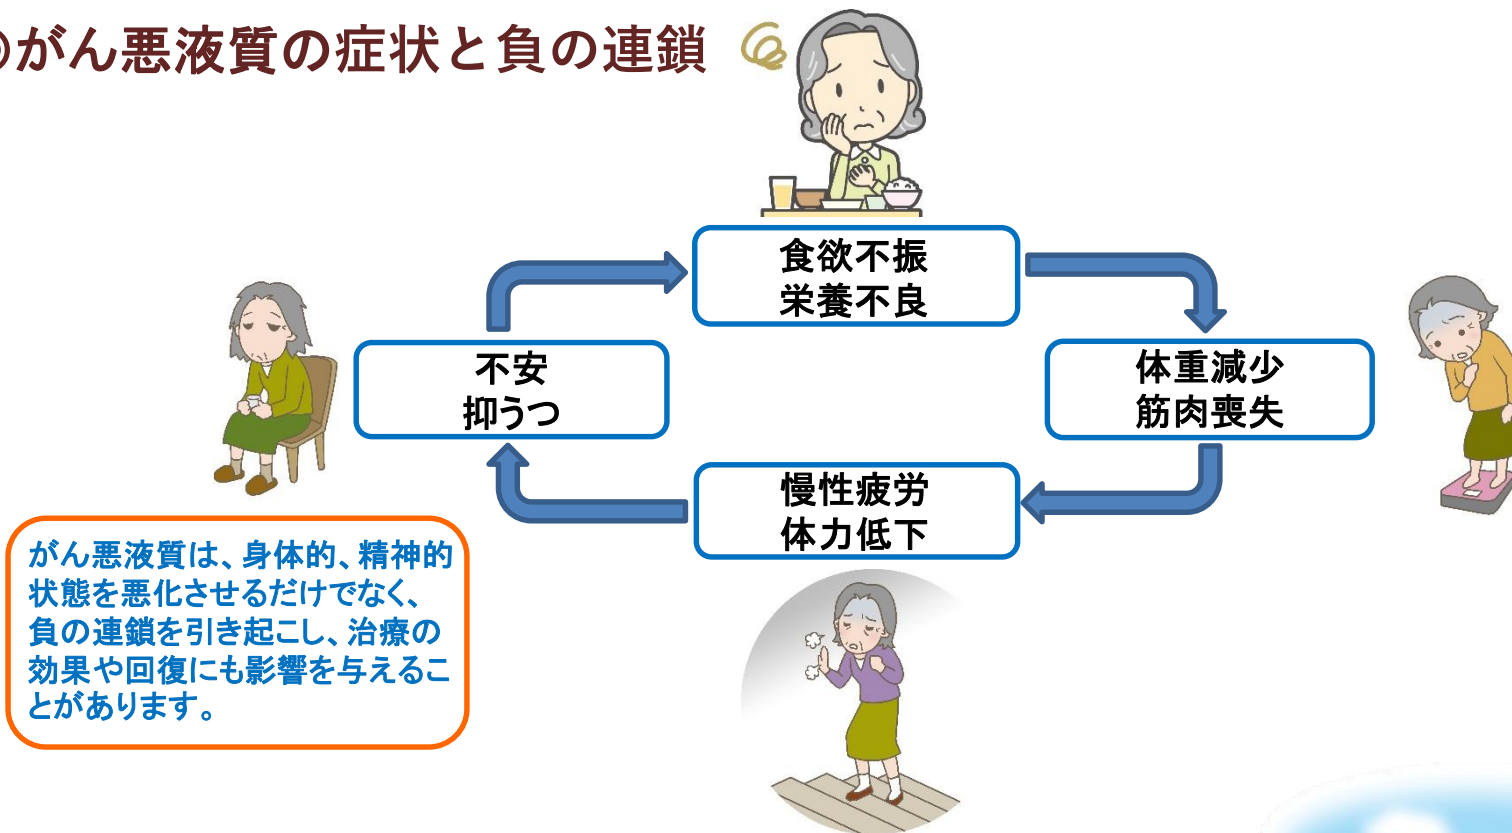 がん悪液質の症状と負の連鎖
食欲不振
栄養不良
不安
抑うつ
体重減少
筋肉喪失
慢性疲労
体力低下
がん悪液質は、身体的、精神的
状態を悪化させるだけでなく、
負の連鎖を引き起こし、治療の
効果や回復にも影響を与えるこ
とがあります。